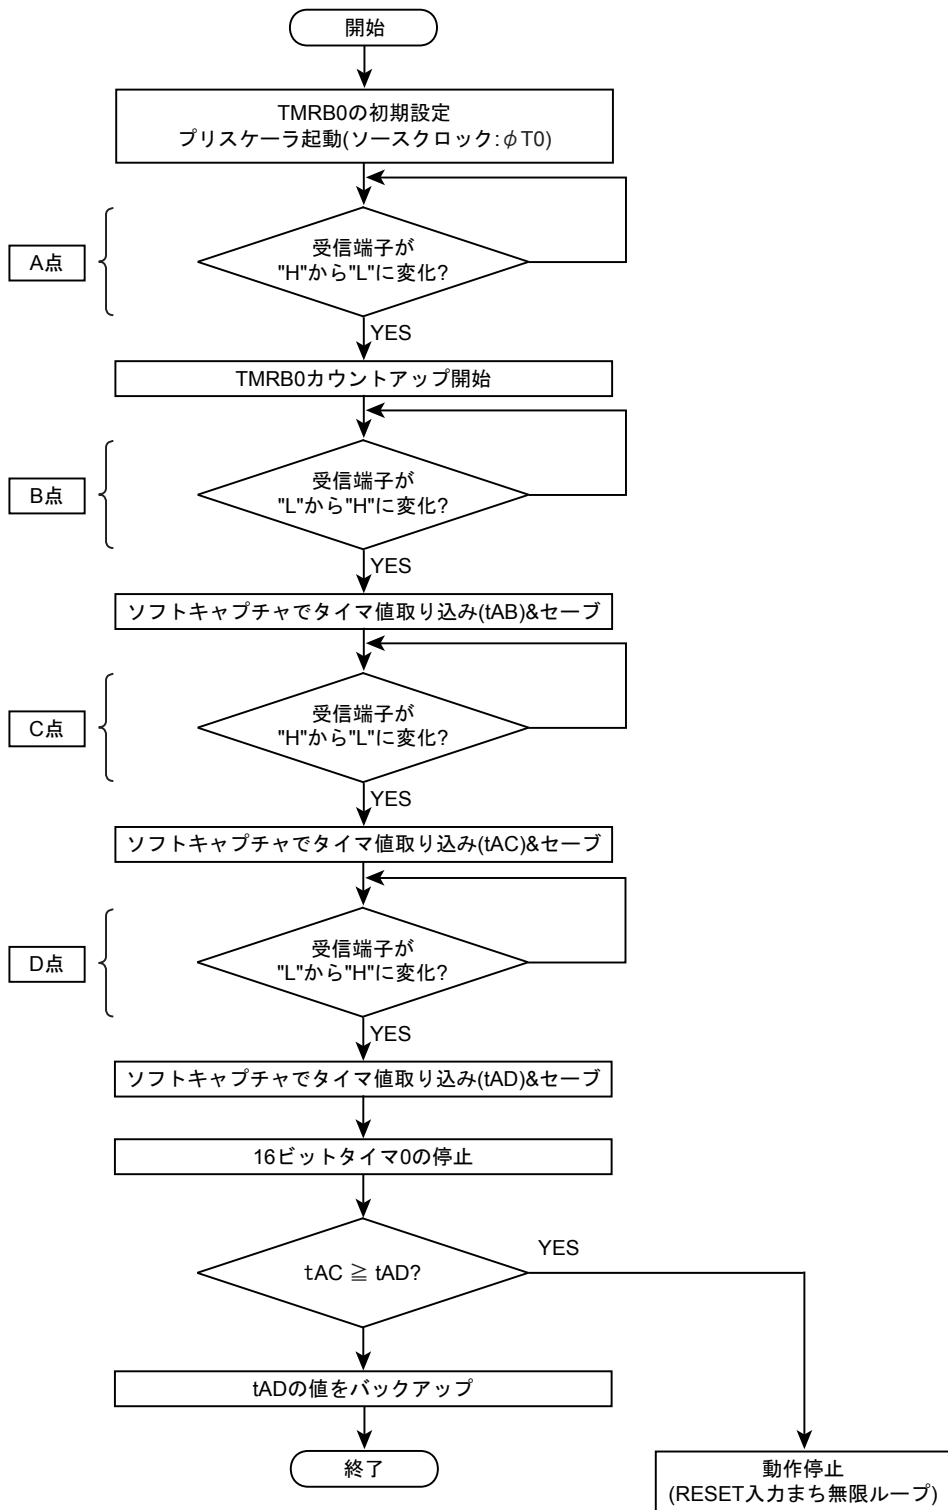 開始
TMRB0の初期設定
プリスケーラ起動(ソースクロック:φT0)
A点
受信端子が
"H"から"L"に変化?
YES
TMRB0カウントアップ開始
B点
受信端子が
"L"から"H"に変化?
YES
ソフトキャプチャでタイマ値取り込み(tAB)&セーブ
C点
受信端子が
"H"から"L"に変化?
YES
ソフトキャプチャでタイマ値取り込み(tAC)&セーブ
D点
受信端子が
"L"から"H"に変化?
YES
ソフトキャプチャでタイマ値取り込み(tAD)&セーブ
16ビットタイマ0の停止
tAC ≧ tAD?
YES
tADの値をバックアップ
終了
動作停止
(RESET入力まち無限ループ)